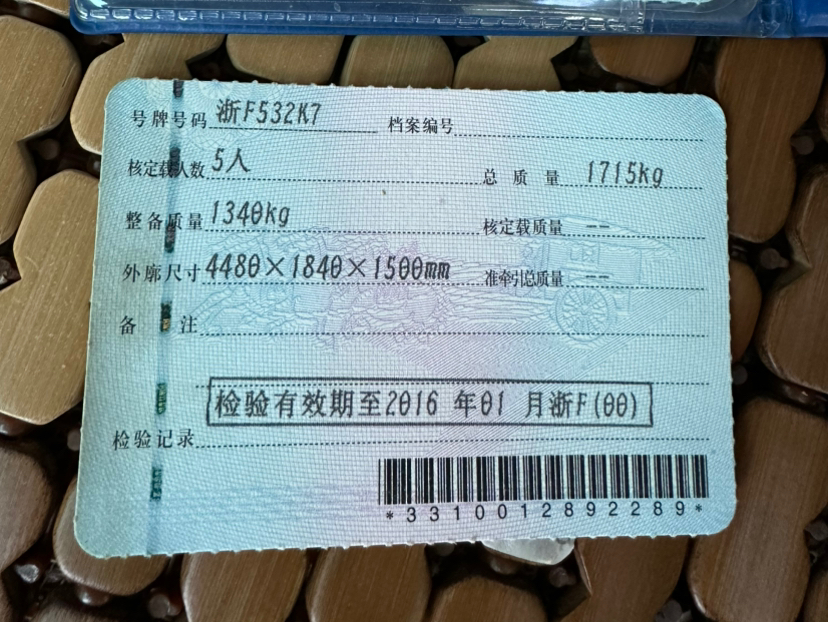 号牌号码 浙F532K7 档案编号
核定载人数 5人 总质量 1715kg
整备质量 1340kg 核定载质量 --
外廓尺寸 4480×1840×1500mm 准牵引总质量 --
备注
检验有效期至2016 年01 月浙F(00)
检验记录
*3310012892289*